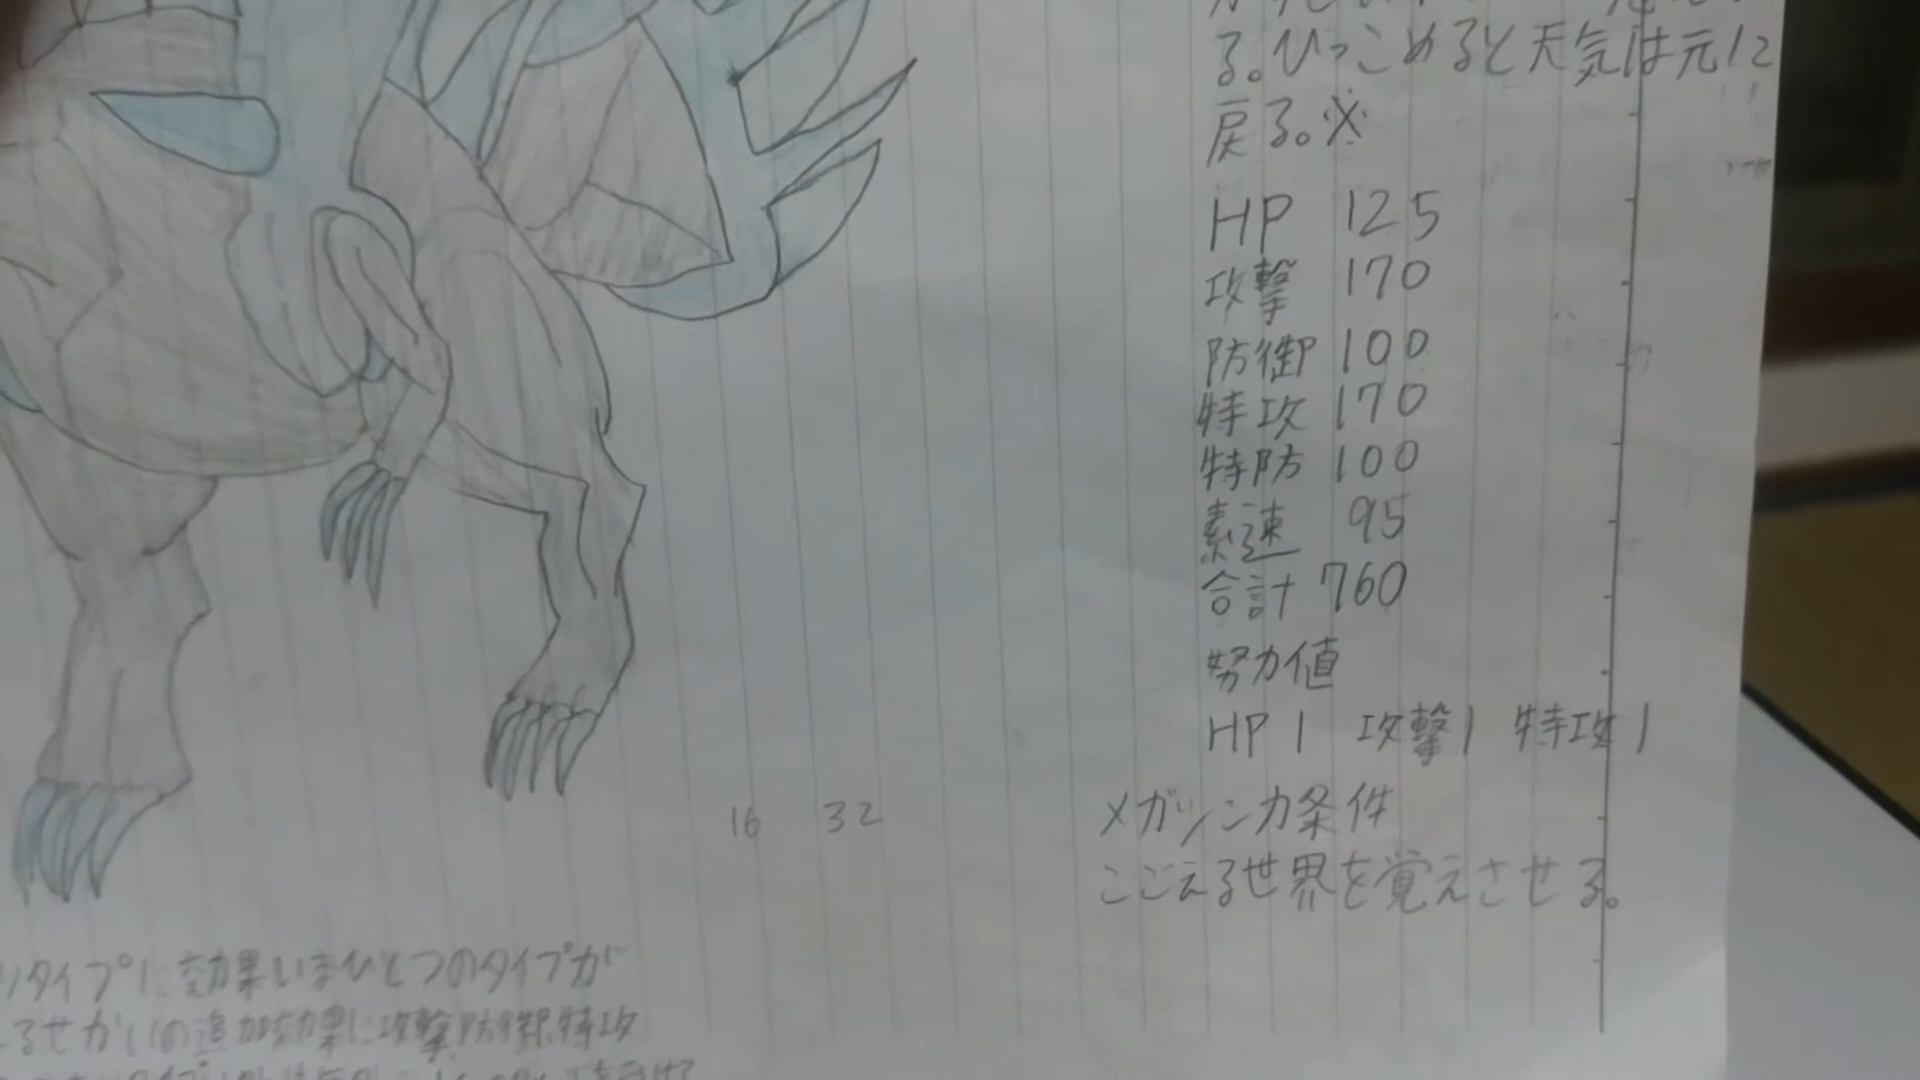 る。ひっこめると天気は元に
戻る。※
HP 125
攻撃 170
防御 100
特攻 170
特防 100
素速 95
合計 760
努力値
HP 1 攻撃1 特攻1
16 32
メガシンカ条件
こごえる世界を覚えさせる。
タイプに効果いまひとつのタイプが
るせかいの追加効果に攻撃防御特攻